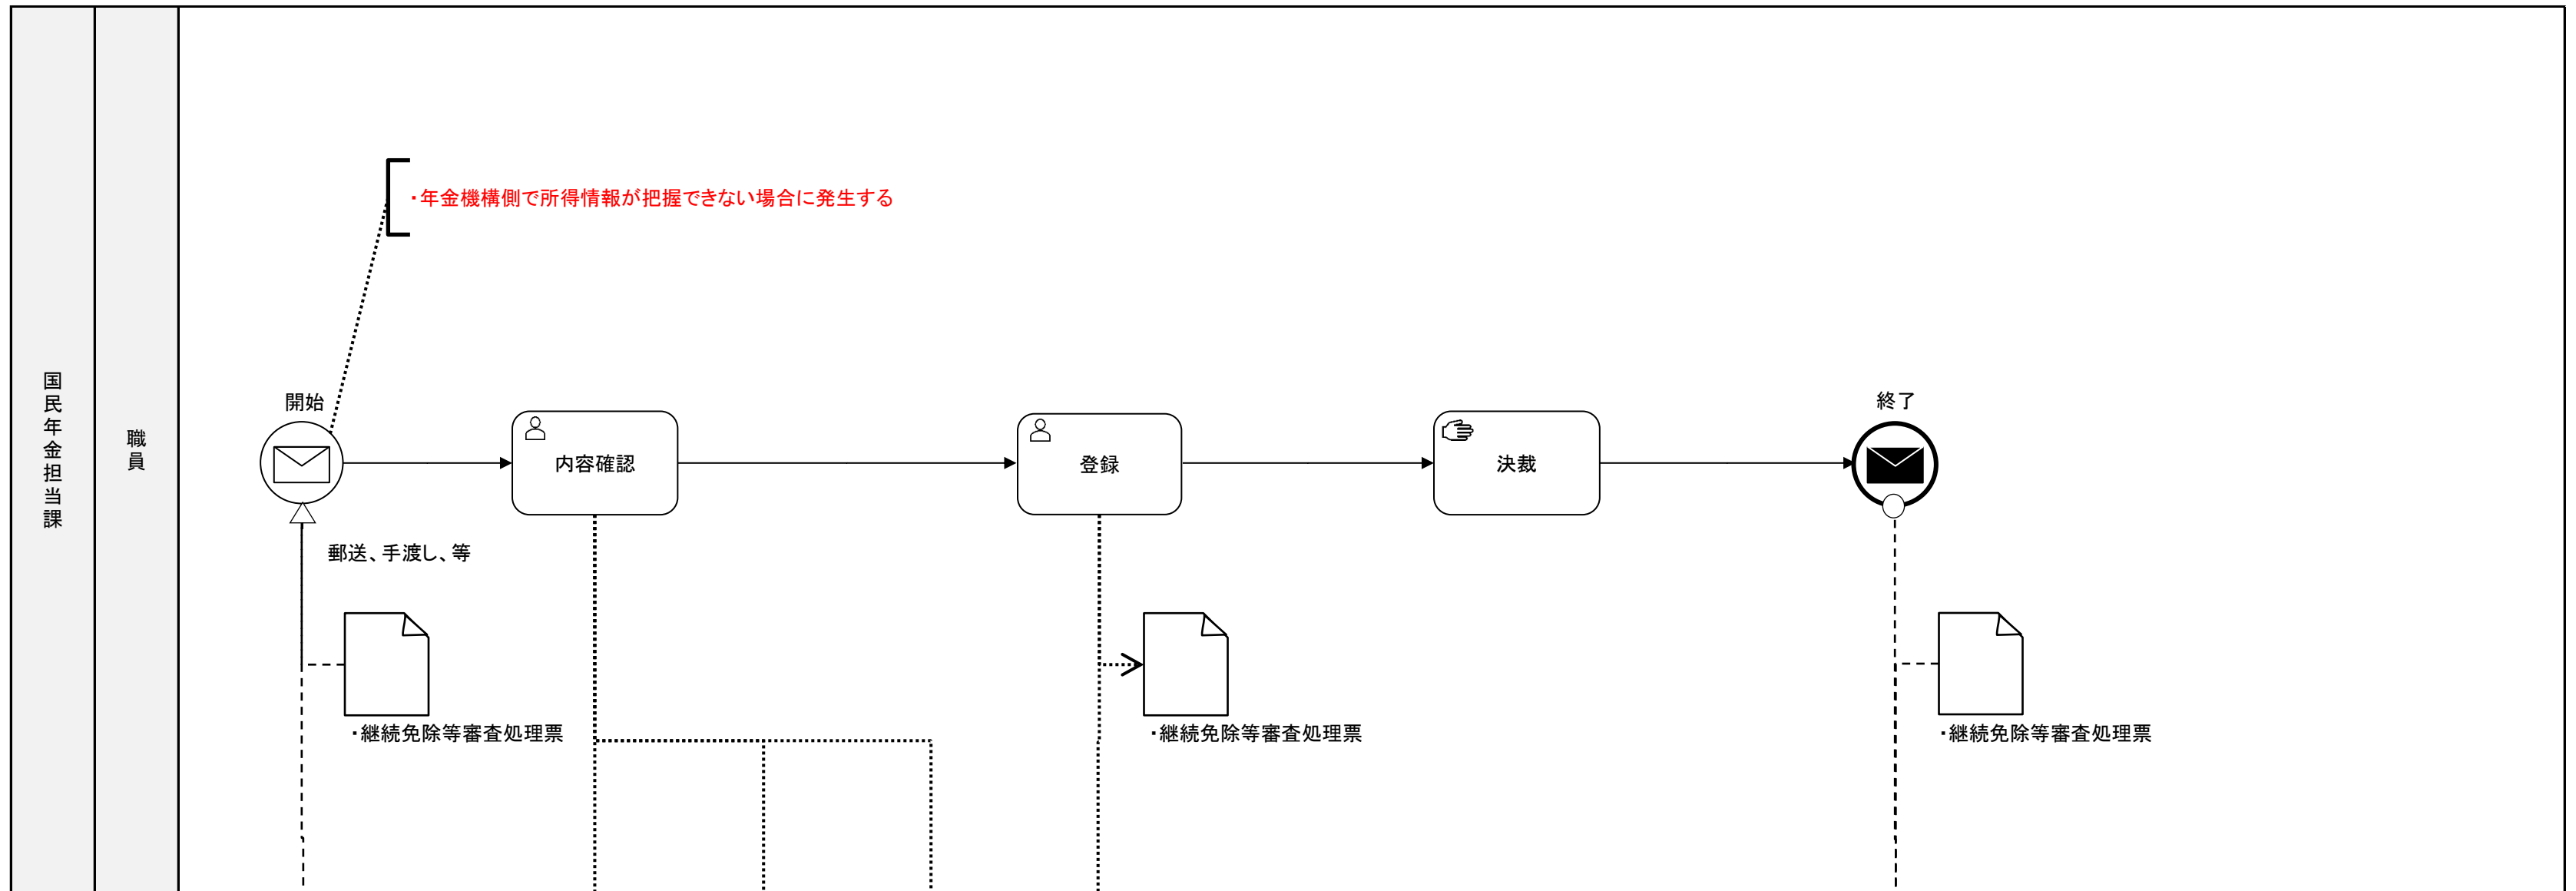 国民年金担当課
職員
・年金機構側で所得情報が把握できない場合に発生する
開始
終了
内容確認
登録
決裁
郵送、手渡し、等
・継続免除等審査処理票
・継続免除等審査処理票
・継続免除等審査処理票